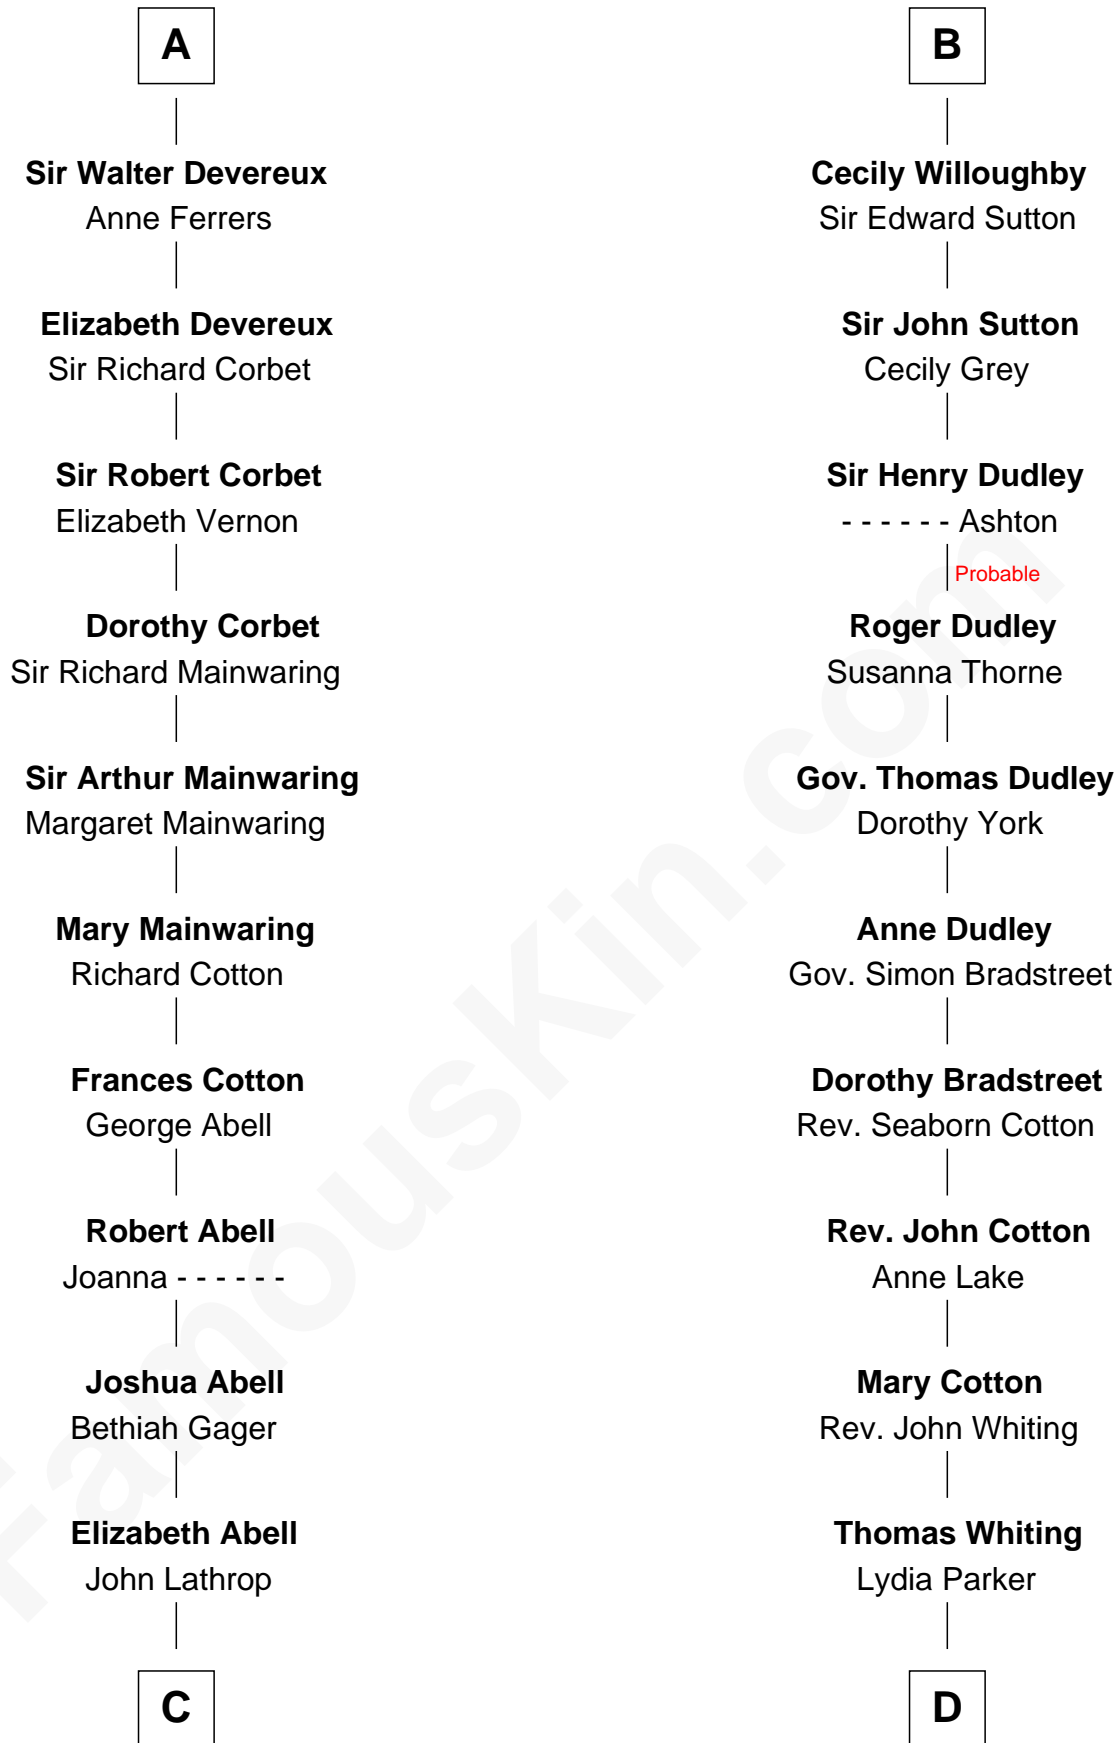 A
Sir Walter Devereux
Anne Ferrers
Elizabeth Devereux
Sir Richard Corbet
Sir Robert Corbet
Elizabeth Vernon
Dorothy Corbet
Sir Richard Mainwaring
Sir Arthur Mainwaring
Margaret Mainwaring
Mary Mainwaring
Richard Cotton
Frances Cotton
George Abell
Robert Abell
Joanna - - - - - -
Joshua Abell
Bethiah Gager
Elizabeth Abell
John Lathrop
C
B
Cecily Willoughby
Sir Edward Sutton
Sir John Sutton
Cecily Grey
Sir Henry Dudley
- - - - - - Ashton
Probable
Roger Dudley
Susanna Thorne
Gov. Thomas Dudley
Dorothy York
Anne Dudley
Gov. Simon Bradstreet
Dorothy Bradstreet
Rev. Seaborn Cotton
Rev. John Cotton
Anne Lake
Mary Cotton
Rev. John Whiting
Thomas Whiting
Lydia Parker
D
FamousKin.com